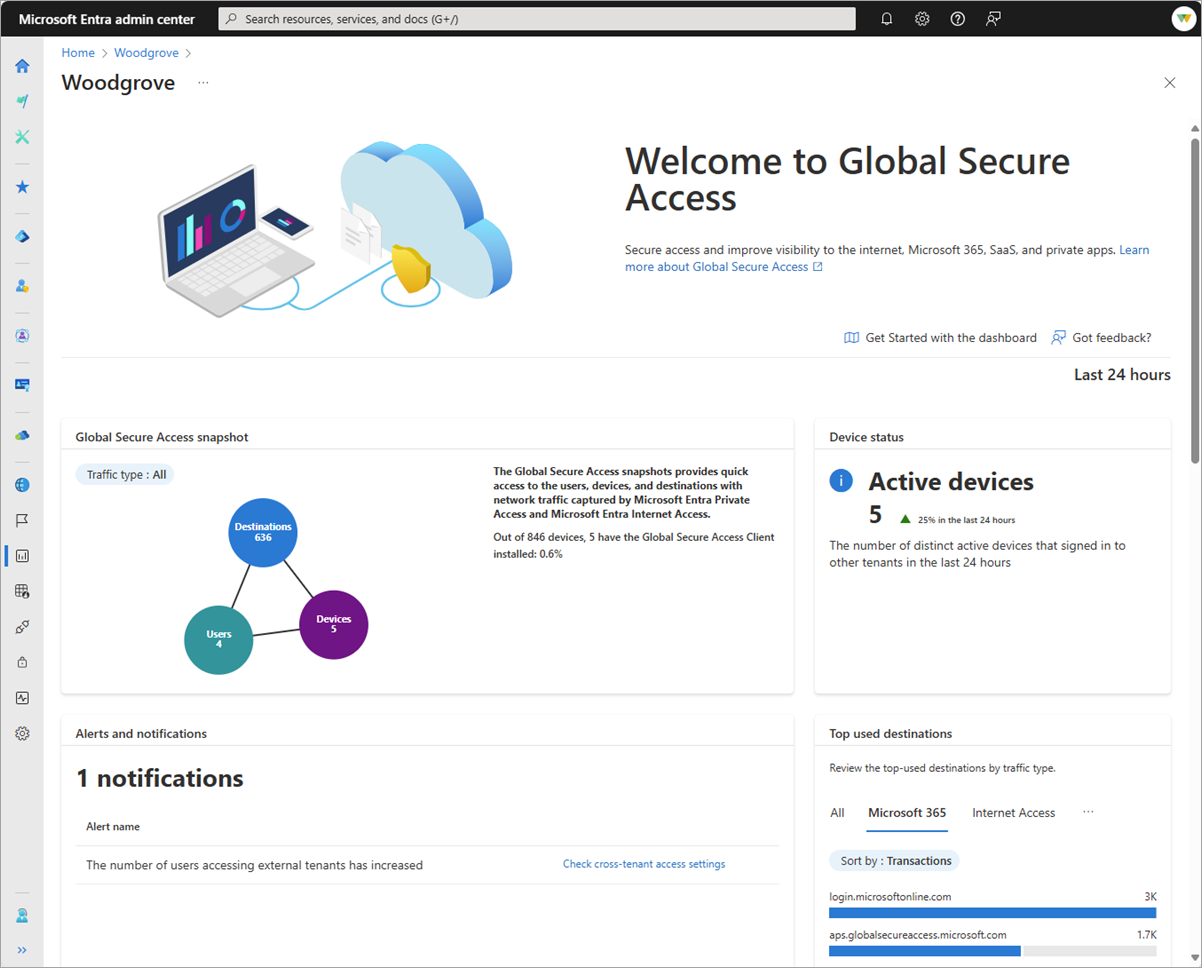 Microsoft Entra admin center
Search resources, services, and docs (G+/)
Home > Woodgrove >
Woodgrove ...
Welcome to Global Secure
Access
Secure access and improve visibility to the internet, Microsoft 365, SaaS, and private apps. Learn
more about Global Secure Access
Get Started with the dashboard
Got feedback?
Last 24 hours
Global Secure Access snapshot
Traffic type : All
Destinations
636
Users
4
Devices
5
The Global Secure Access snapshots provides quick
access to the users, devices, and destinations with
network traffic captured by Microsoft Entra Private
Access and Microsoft Entra Internet Access.
Out of 846 devices, 5 have the Global Secure Access Client
installed: 0.6%
Device status
Active devices
5
25% in the last 24 hours
The number of distinct active devices that signed in to
other tenants in the last 24 hours
Alerts and notifications
1 notifications
Alert name
The number of users accessing external tenants has increased
Check cross-tenant access settings
Top used destinations
Review the top-used destinations by traffic type.
All
Microsoft 365
Internet Access
...
Sort by : Transactions
login.microsoftonline.com
3K
aps.globalsecureaccess.microsoft.com
1.7K